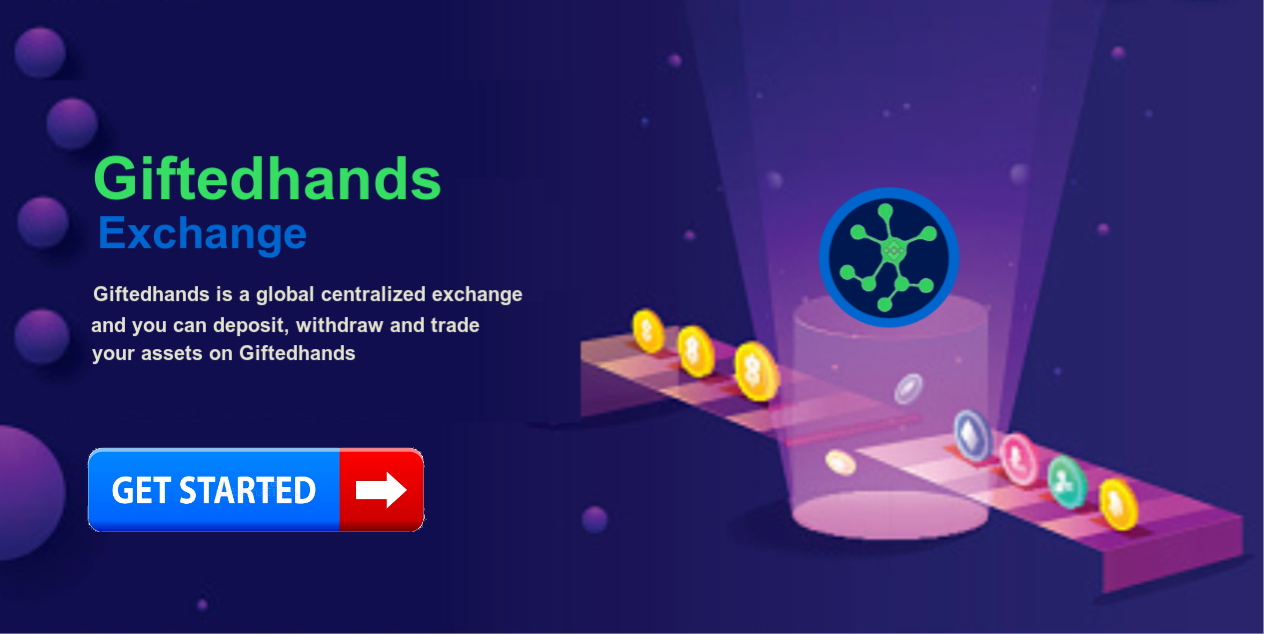 Giftedhands
Exchange
Giftedhands is a global centralized exchange
and you can deposit, withdraw and trade
your assets on Giftedhands
GET STARTED